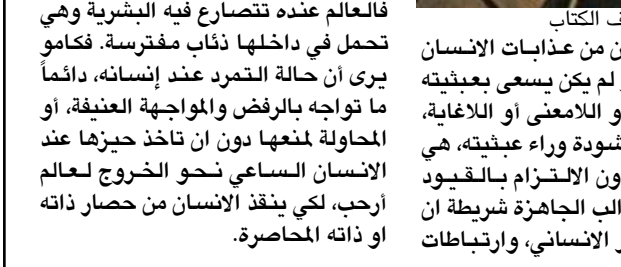 ف الكتاب
ن من عذابات الانسان
لم يكن يسعى بعبثيته
و اللامعنى أو اللاغاية،
شودة وراء عبثيته، هي
ون الالتزام بالقيود
الب الجاهزة شريطة ان
الانساني، وارتباطات
فالعالم عنده تتصارع فيه البشرية وهي
تحمل في داخلها ذئاب مفترسة. فكامو
يرى أن حالة التمرد عند إنسانه، دائماً
ما تواجه بالرفض والمواجهة العنيفة، أو
المحاولة لمنعها دون ان تاخذ حيزها عند
الانسان الساعي نحو الخروج لعالم
أرحب، لكي ينقذ الانسان من حصار ذاته
او ذاته المحاصرة.